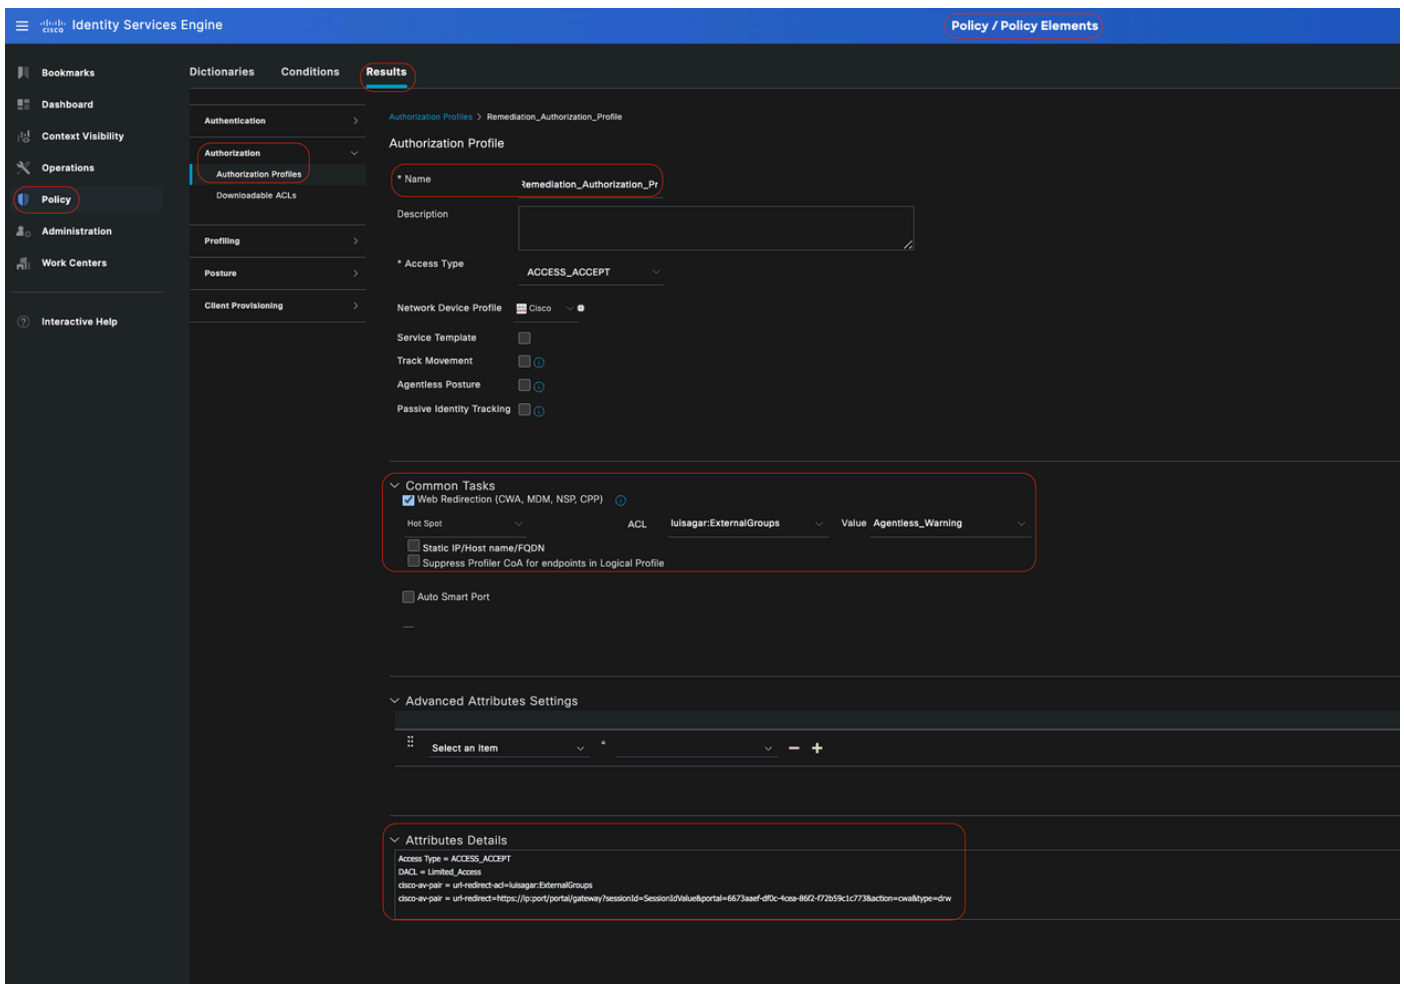 cisco Identity Services Engine
Policy / Policy Elements
Bookmarks
Dashboard
Context Visibility
Operations
Policy
Administration
Work Centers
Interactive Help
Dictionaries Conditions Results
Authentication
Authorization
Authorization Profiles
Downloadable ACLs
Profiling
Posture
Client Provisioning
Authorization Profiles > Remediation_Authorization_Profile
Authorization Profile
* Name Remediation_Authorization_Pr
Description
* Access Type ACCESS_ACCEPT
Network Device Profile Cisco
Service Template
Track Movement
Agentless Posture
Passive Identity Tracking
Common Tasks
Web Redirection (CWA, MDM, NSP, CPP)
Hot Spot ACL luisagar:ExternalGroups Value Agentless_Warning
Static IP/Host name/FQDN
Suppress Profiler CoA for endpoints in Logical Profile
Auto Smart Port
Advanced Attributes Settings
Select an item =
Attributes Details
Access Type = ACCESS_ACCEPT
DACL = Limited_Access
cisco-av-pair = url-redirect-acl=luisagar:ExternalGroups
cisco-av-pair = url-redirect=https://ip:port/portal/gateway?sessionId=SessionIdValue&portal=6673aaef-df0c-4cea-86f2-f72b59c1c773&action=cwa&type=drw